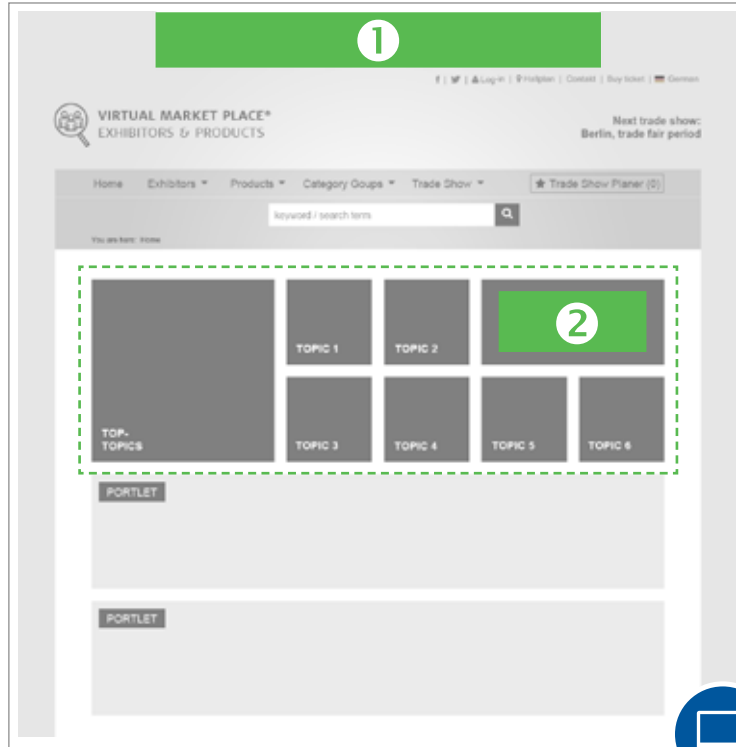 1
f | | Log-in | Hallplan | Contact | Buy ticket | German
VIRTUAL MARKET PLACE®
EXHIBITORS & PRODUCTS
Next trade show:
Berlin, trade fair period
Home Exhibitors Products Category Goups Trade Show Trade Show Planer (0)
keyword / search term
You are here: Home
2
TOPIC 1 TOPIC 2
TOP-
TOPICS
TOPIC 3 TOPIC 4 TOPIC 5 TOPIC 6
PORTLET
PORTLET